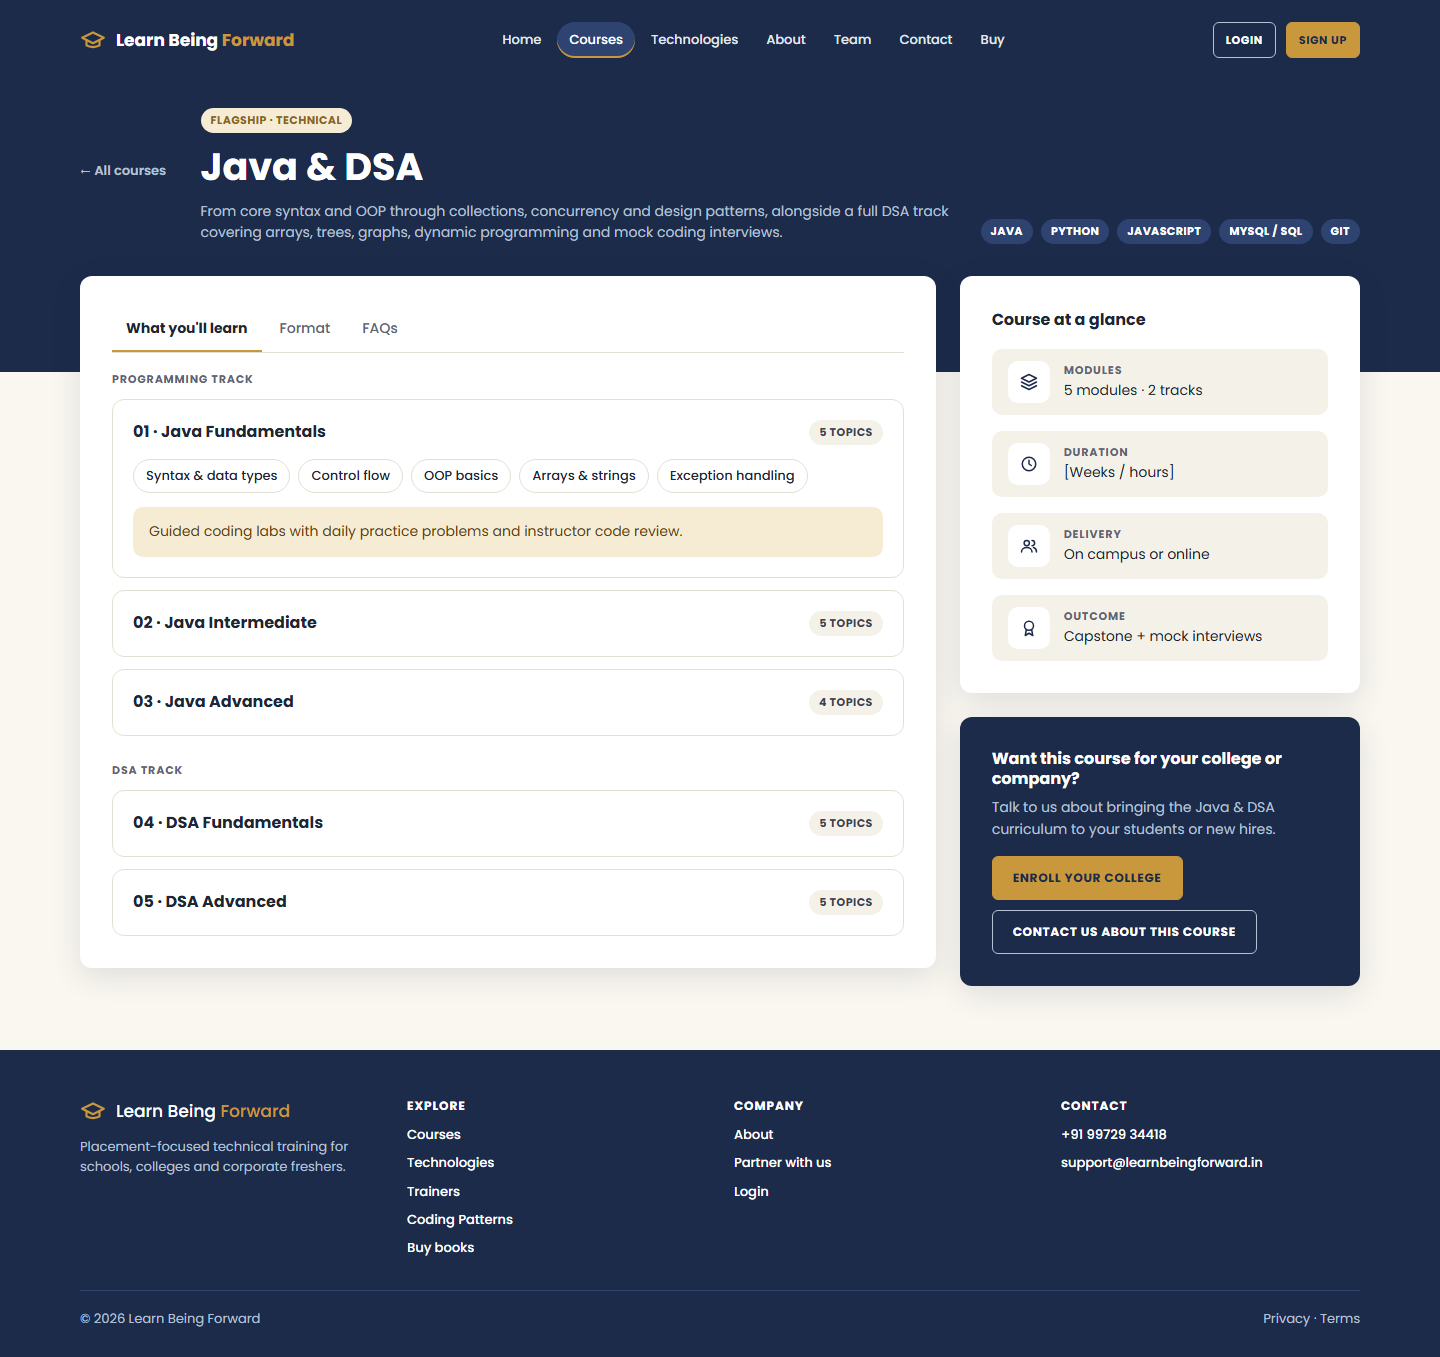 Learn Being Forward
Home Courses Technologies About Team Contact Buy
LOGIN SIGN UP
FLAGSHIP · TECHNICAL
← All courses
Java & DSA
From core syntax and OOP through collections, concurrency and design patterns, alongside a full DSA track
covering arrays, trees, graphs, dynamic programming and mock coding interviews.
JAVA PYTHON JAVASCRIPT MYSQL / SQL GIT
What you'll learn Format FAQs
PROGRAMMING TRACK
01 · Java Fundamentals
5 TOPICS
Syntax & data types Control flow OOP basics Arrays & strings Exception handling
Guided coding labs with daily practice problems and instructor code review.
02 · Java Intermediate
5 TOPICS
03 · Java Advanced
4 TOPICS
DSA TRACK
04 · DSA Fundamentals
5 TOPICS
05 · DSA Advanced
5 TOPICS
Course at a glance
MODULES
5 modules · 2 tracks
DURATION
[Weeks / hours]
DELIVERY
On campus or online
OUTCOME
Capstone + mock interviews
Want this course for your college or
company?
Talk to us about bringing the Java & DSA
curriculum to your students or new hires.
ENROLL YOUR COLLEGE
CONTACT US ABOUT THIS COURSE
Learn Being Forward
Placement-focused technical training for
schools, colleges and corporate freshers.
EXPLORE
Courses
Technologies
Trainers
Coding Patterns
Buy books
COMPANY
About
Partner with us
Login
CONTACT
+91 99729 34418
support@learnbeingforward.in
© 2026 Learn Being Forward
Privacy · Terms